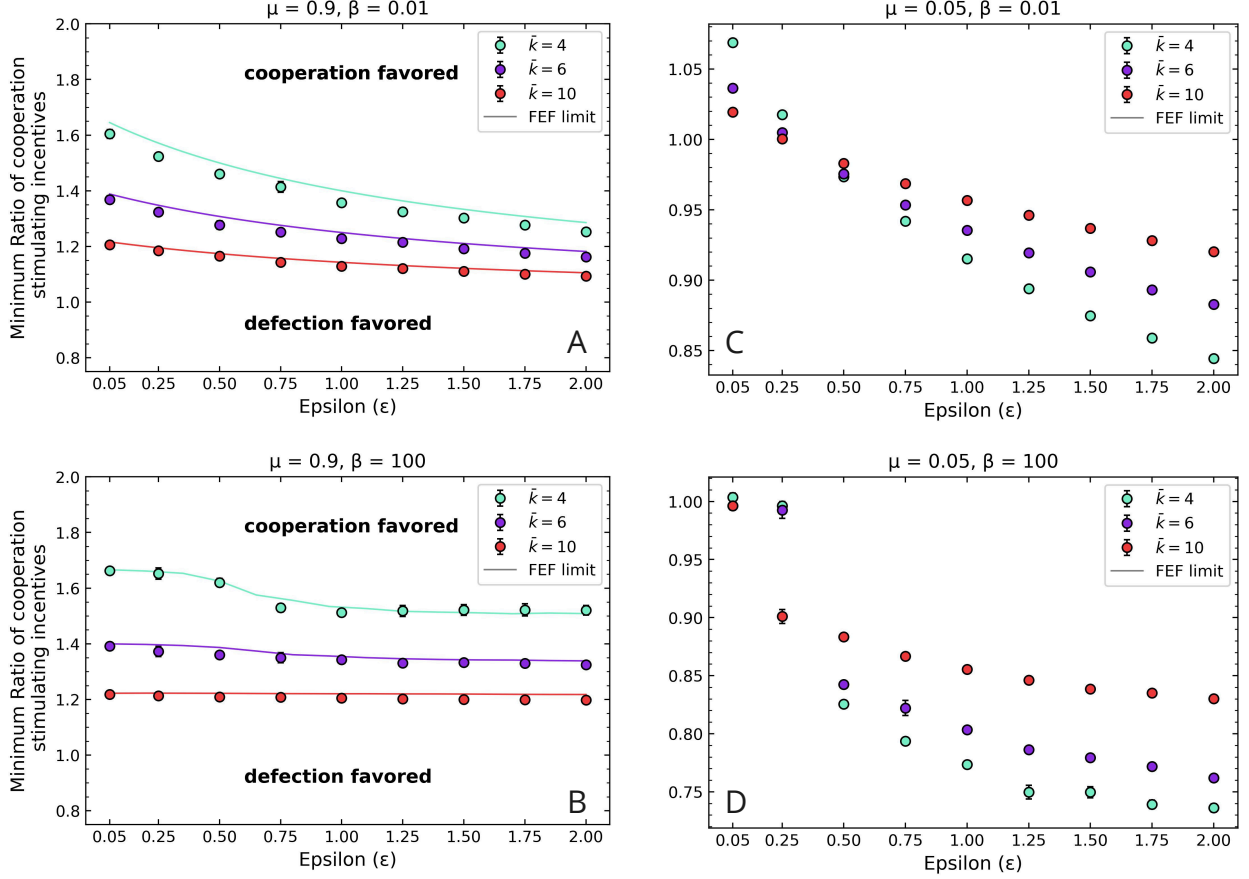 μ = 0.9, β = 0.01
2.0
1.8
1.6
1.4
1.2
1.0
0.8
Minimum Ratio of cooperation
stimulating incentives
cooperation favored
defection favored
k̄ = 4
k̄ = 6
k̄ = 10
FEF limit
A
0.05 0.25 0.50 0.75 1.00 1.25 1.50 1.75 2.00
Epsilon (ε)
μ = 0.05, β = 0.01
1.05
1.00
0.95
0.90
0.85
k̄ = 4
k̄ = 6
k̄ = 10
FEF limit
C
0.05 0.25 0.50 0.75 1.00 1.25 1.50 1.75 2.00
Epsilon (ε)
μ = 0.9, β = 100
2.0
1.8
1.6
1.4
1.2
1.0
0.8
Minimum Ratio of cooperation
stimulating incentives
cooperation favored
defection favored
k̄ = 4
k̄ = 6
k̄ = 10
FEF limit
B
0.05 0.25 0.50 0.75 1.00 1.25 1.50 1.75 2.00
Epsilon (ε)
μ = 0.05, β = 100
1.00
0.95
0.90
0.85
0.80
0.75
k̄ = 4
k̄ = 6
k̄ = 10
FEF limit
D
0.05 0.25 0.50 0.75 1.00 1.25 1.50 1.75 2.00
Epsilon (ε)